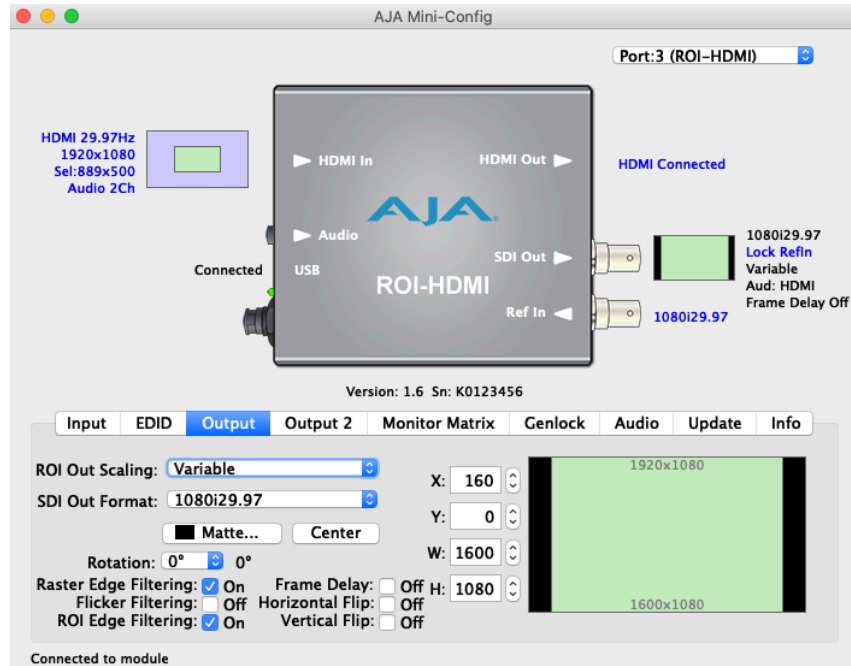 AJA Mini-Config
Port:3 (ROI-HDMI)
HDMI 29.97Hz
1920x1080
Sel:889x500
Audio 2Ch
HDMI In
HDMI Out
HDMI Connected
AJA
Audio
1080i29.97
Lock RefIn
Variable
Aud: HDMI
Frame Delay Off
Connected
USB
SDI Out
ROI-HDMI
Ref In
1080i29.97
Version: 1.6 Sn: K0123456
Input EDID Output Output 2 Monitor Matrix Genlock Audio Update Info
ROI Out Scaling: Variable
SDI Out Format: 1080i29.97
Matte... Center
Rotation: 0° 0°
Raster Edge Filtering: On Frame Delay: Off
Flicker Filtering: Off Horizontal Flip: Off
ROI Edge Filtering: On Vertical Flip: Off
X: 160
Y: 0
W: 1600
H: 1080
1920x1080
1600x1080
Connected to module